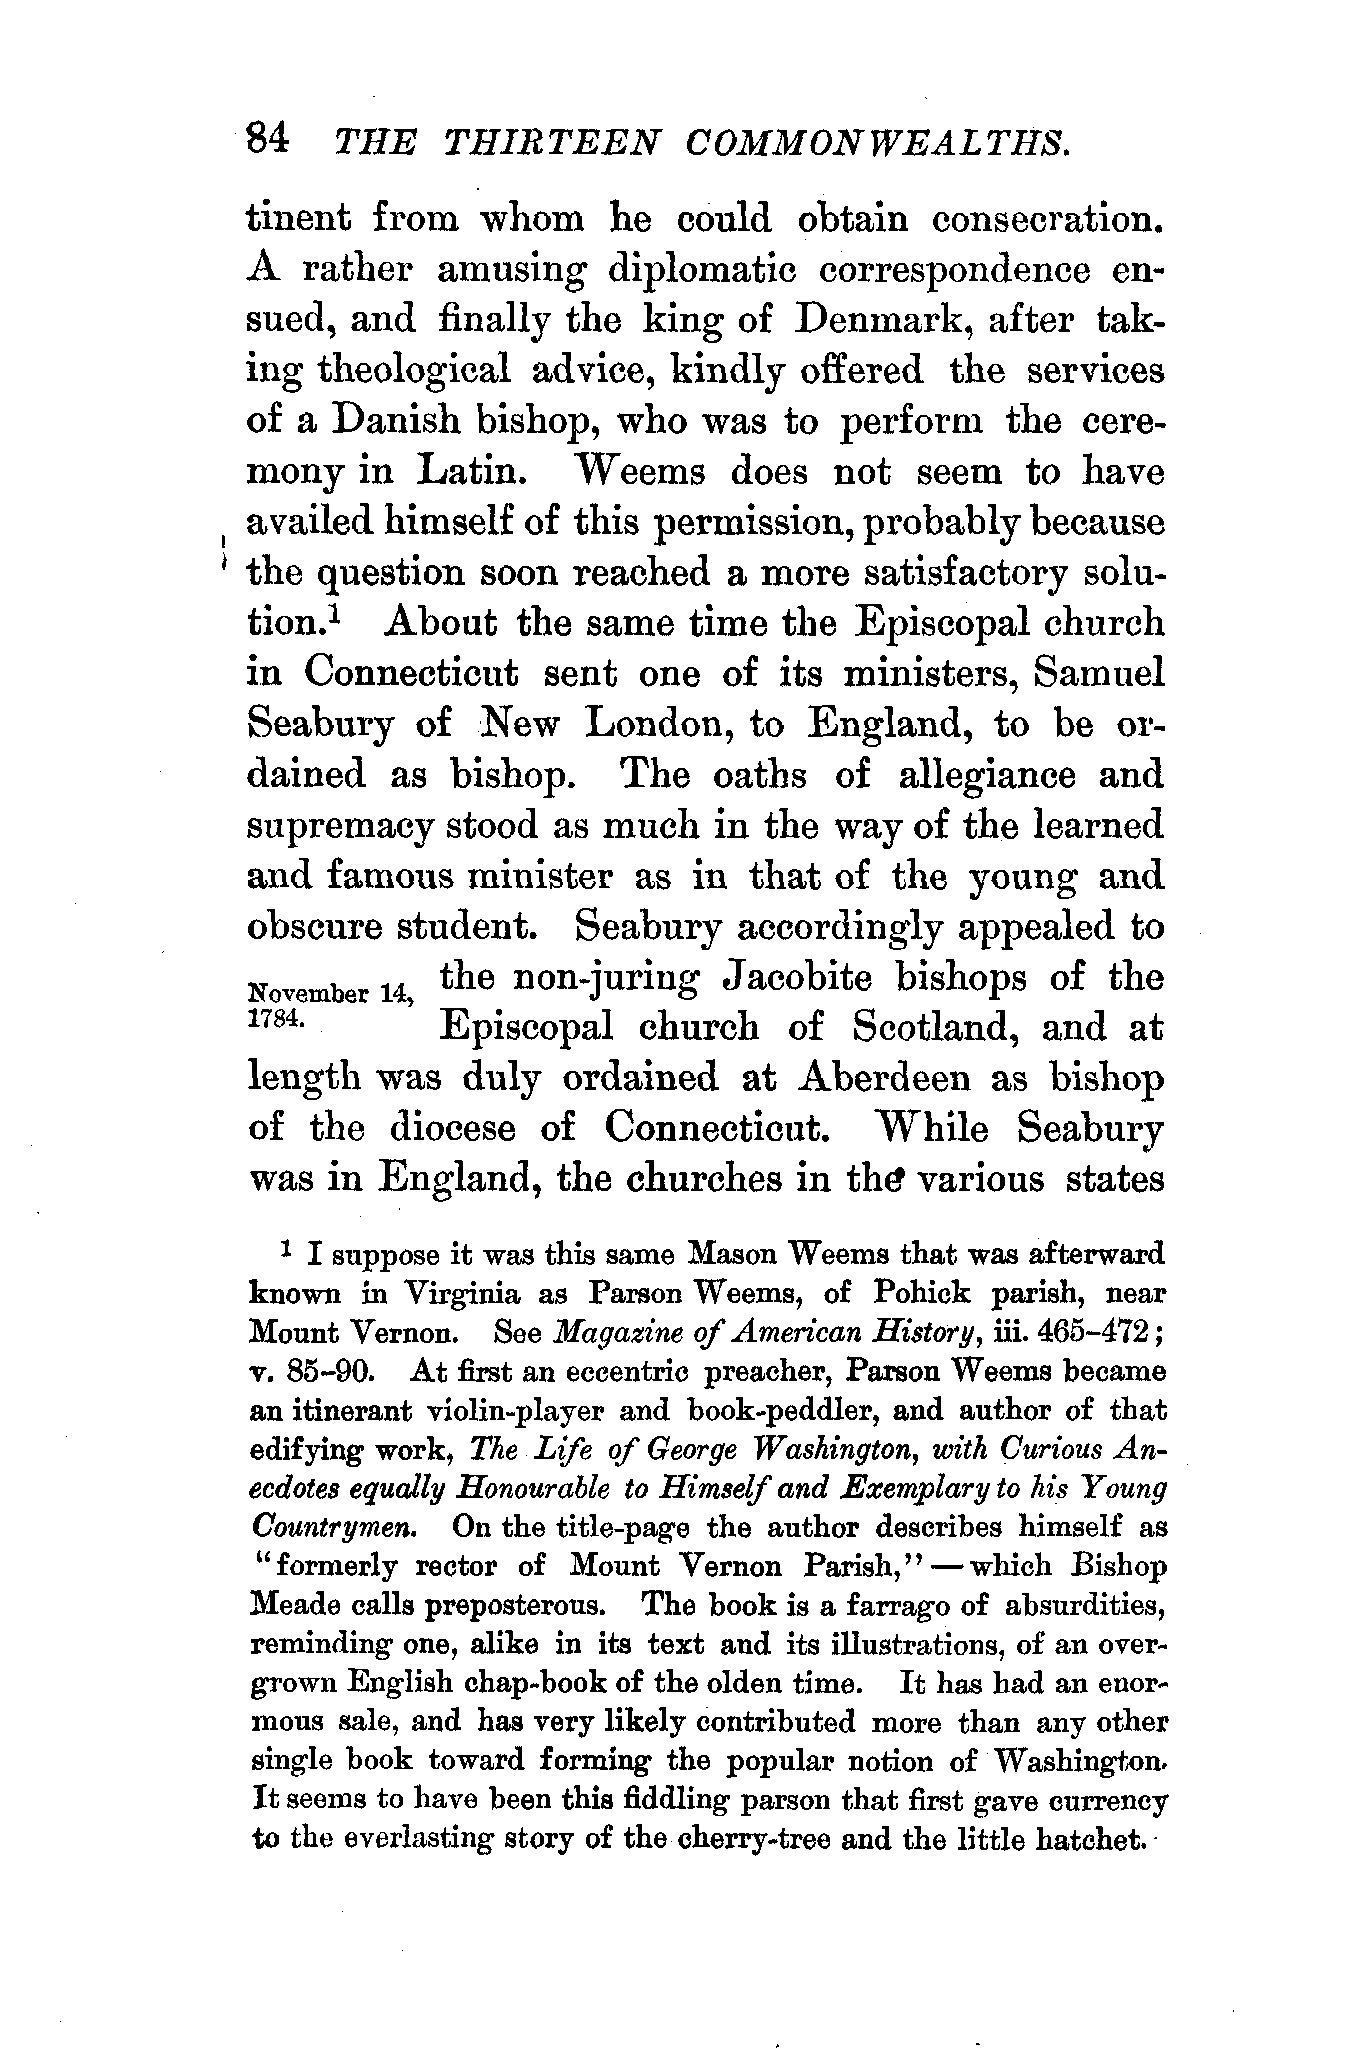 84 THE THIRTEEN COMMONWEALTHS.
tinent from whom he could obtain consecration.
A rather amusing diplomatic correspondence en-
sued, and finally the king of Denmark, after tak-
ing theological advice, kindly offered the services
of a Danish bishop, who was to perform the cere-
mony in Latin. Weems does not seem to have
availed himself of this permission, probably because
the question soon reached a more satisfactory solu-
tion.¹ About the same time the Episcopal church
in Connecticut sent one of its ministers, Samuel
Seabury of New London, to England, to be or-
dained as bishop. The oaths of allegiance and
supremacy stood as much in the way of the learned
and famous minister as in that of the young and
obscure student. Seabury accordingly appealed to
the non-juring Jacobite bishops of the
November 14,
1784.
Episcopal church of Scotland, and at
length was duly ordained at Aberdeen as bishop
of the diocese of Connecticut. While Seabury
was in England, the churches in the various states
¹ I suppose it was this same Mason Weems that was afterward
known in Virginia as Parson Weems, of Pohick parish, near
Mount Vernon. See Magazine of American History, iii. 465–472;
v. 85–90. At first an eccentric preacher, Parson Weems became
an itinerant violin-player and book-peddler, and author of that
edifying work, The Life of George Washington, with Curious An-
ecdotes equally Honourable to Himself and Exemplary to his Young
Countrymen. On the title-page the author describes himself as
"formerly rector of Mount Vernon Parish," — which Bishop
Meade calls preposterous. The book is a farrago of absurdities,
reminding one, alike in its text and its illustrations, of an over-
grown English chap-book of the olden time. It has had an enor-
mous sale, and has very likely contributed more than any other
single book toward forming the popular notion of Washington.
It seems to have been this fiddling parson that first gave currency
to the everlasting story of the cherry-tree and the little hatchet.